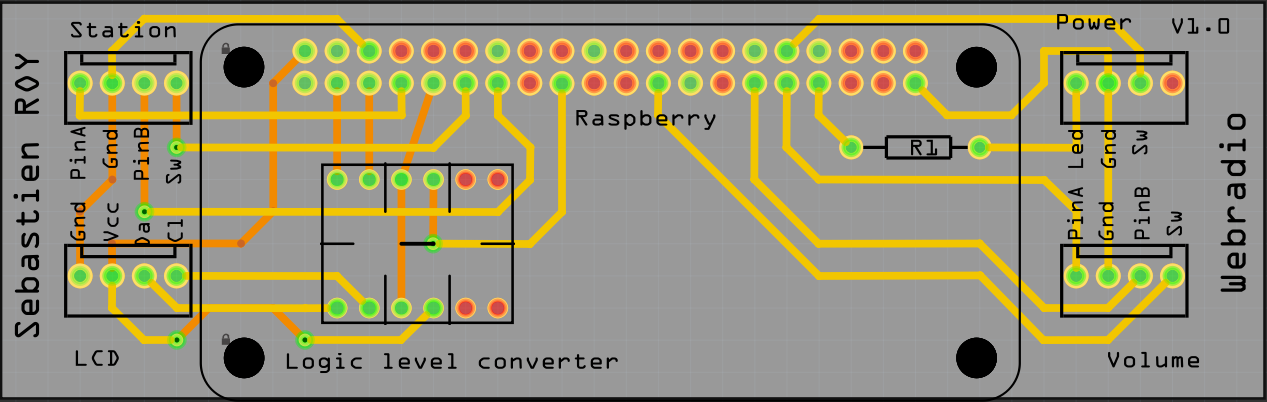 Sebastien ROY
Station
PinA
Gnd
PinB
Sw
Gnd
Vcc
Da
Cl
LCD
Raspberry
Logic level converter
R1
Power
V1.0
Led
Gnd
Sw
PinA
Gnd
PinB
Sw
Volume
Webradio